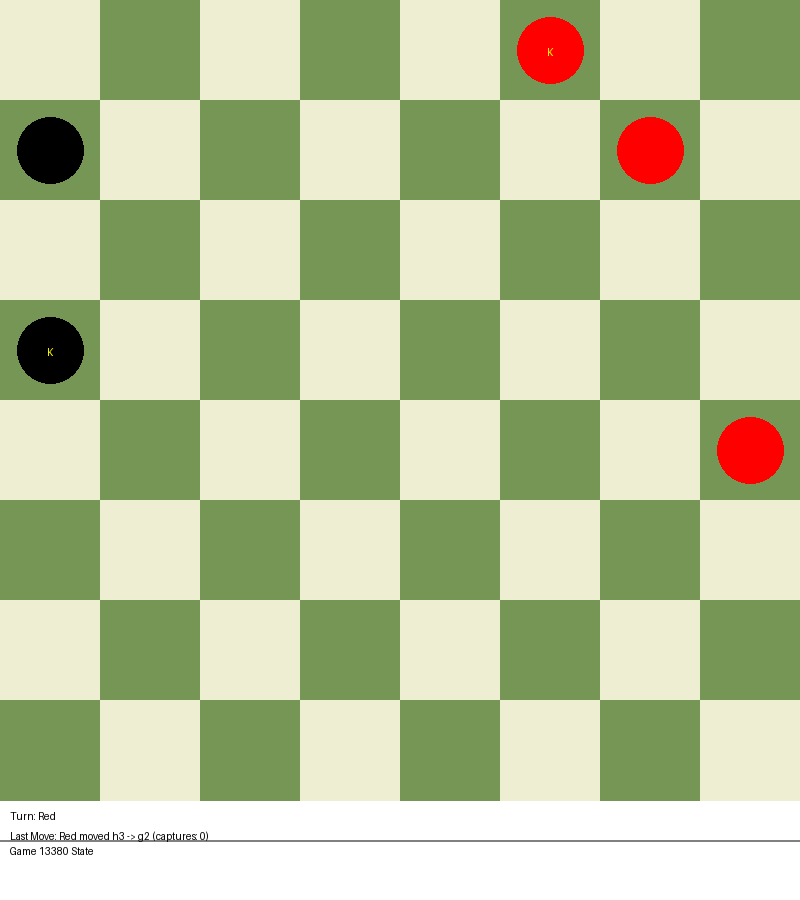 K
K
Turn: Red
Last Move: Red moved h3 -> g2 (captures: 0)
Game 13380 State